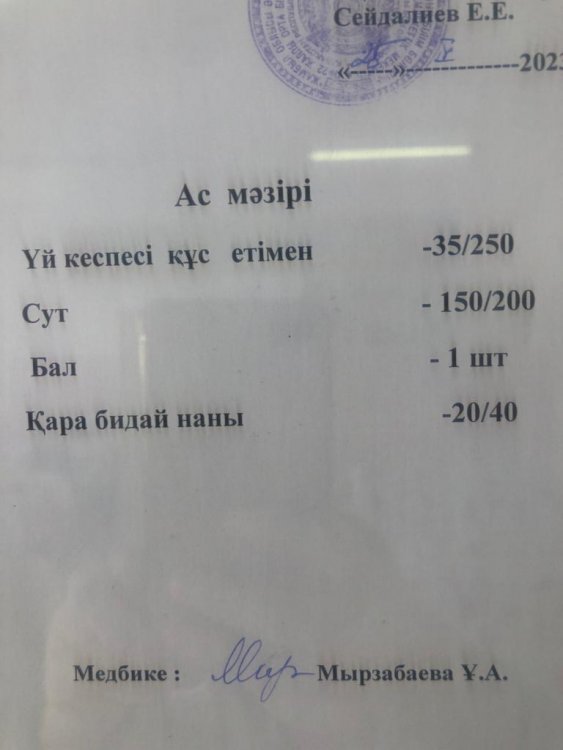 Сейдалиев Е.Е.
«-----»---------------2023
Ас мәзірі
Үй кеспесі құс етімен -35/250
Сут - 150/200
Бал - 1 шт
Қара бидай наны -20/40
Медбике : Мырзабаева Ұ.А.